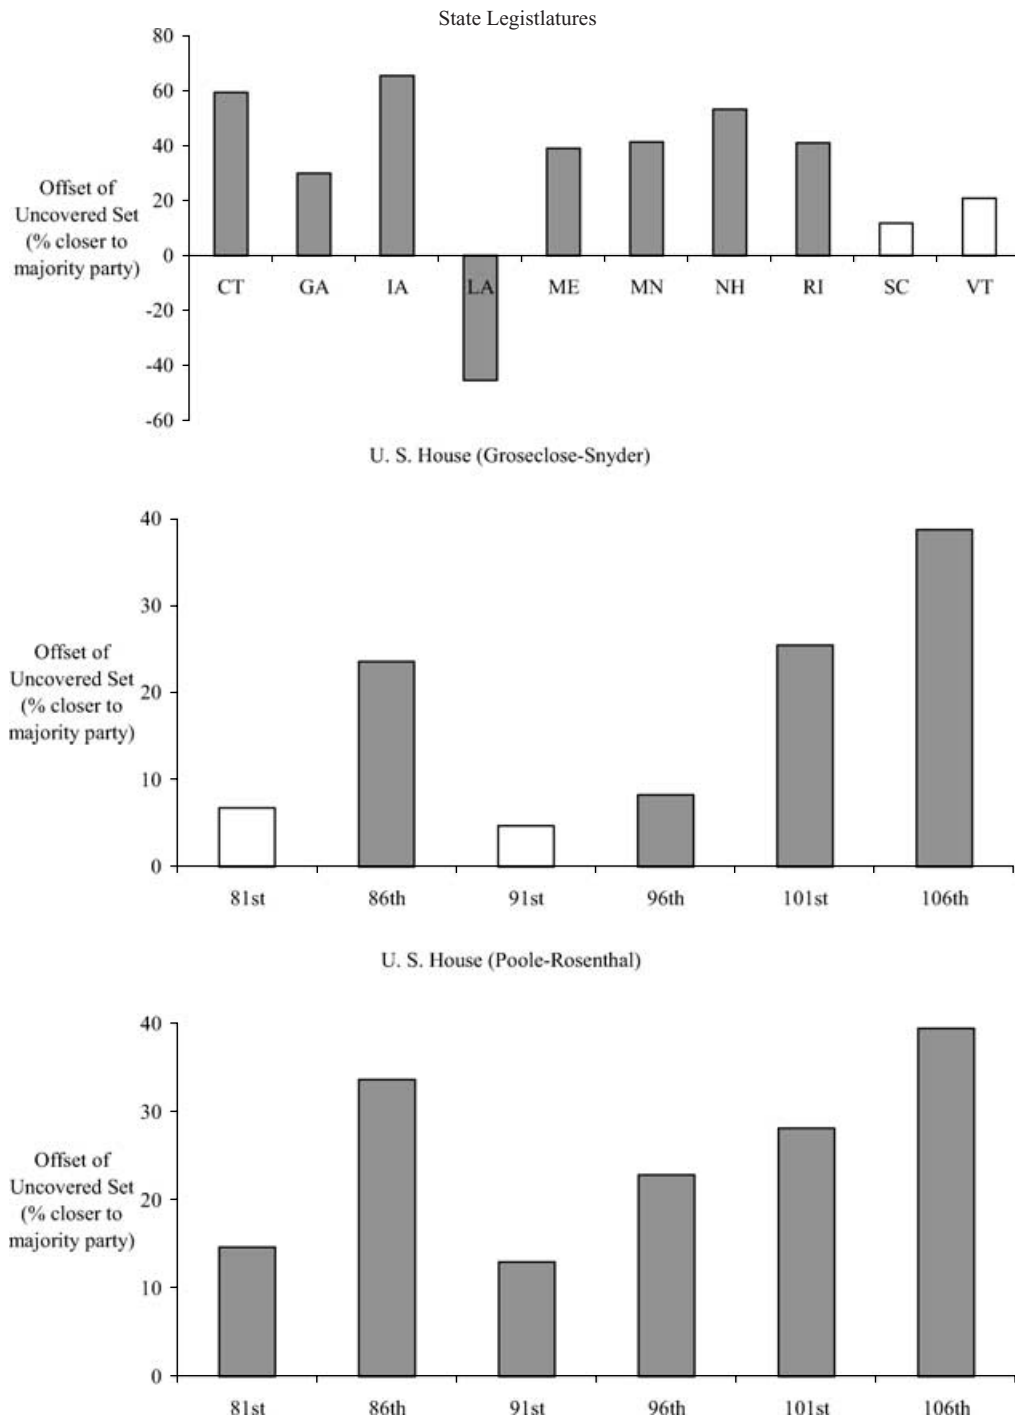 State Legistlatures
80
60
40
20
0
-20
-40
-60
Offset of
Uncovered Set
(% closer to
majority party)
CT GA IA LA ME MN NH RI SC VT
U. S. House (Groseclose-Snyder)
40
30
20
10
0
Offset of
Uncovered Set
(% closer to
majority party)
81st 86th 91st 96th 101st 106th
U. S. House (Poole-Rosenthal)
40
30
20
10
0
Offset of
Uncovered Set
(% closer to
majority party)
81st 86th 91st 96th 101st 106th